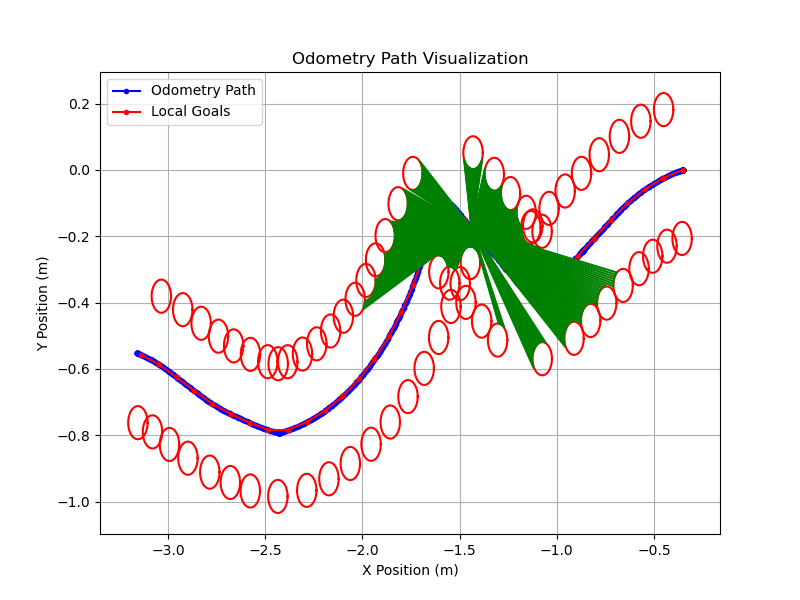 Odometry Path Visualization
Odometry Path
Local Goals
Y Position (m)
0.2
0.0
−0.2
−0.4
−0.6
−0.8
−1.0
−3.0 −2.5 −2.0 −1.5 −1.0 −0.5
X Position (m)